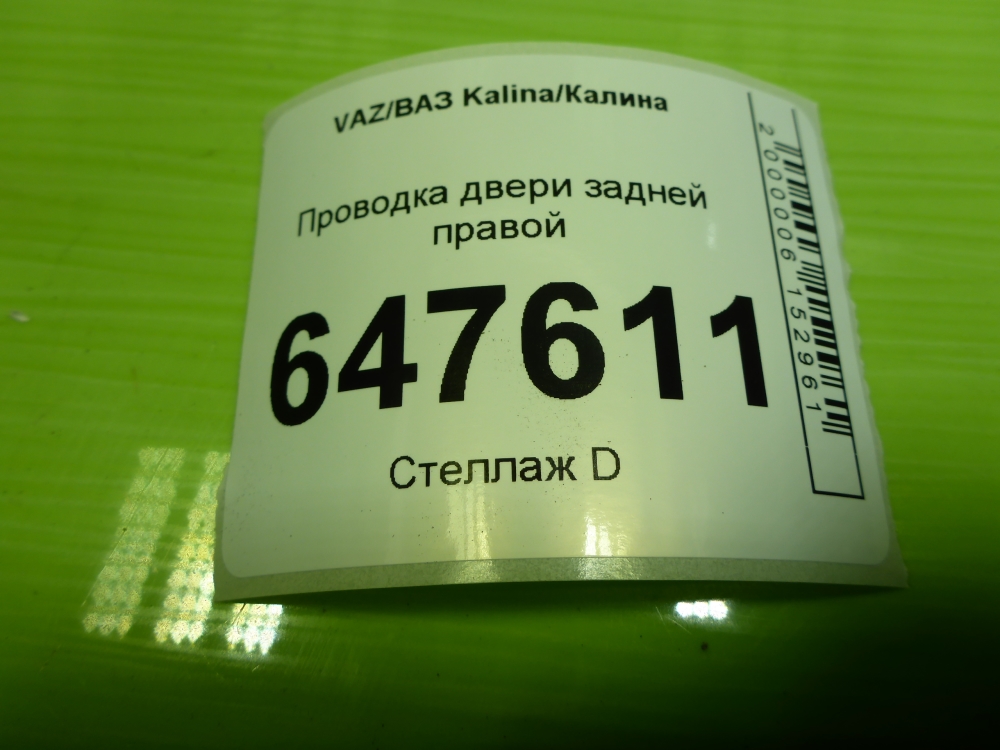 VAZ/ВАЗ Kalina/Калина
Проводка двери задней
правой
647611
Стеллаж D
2000006152961